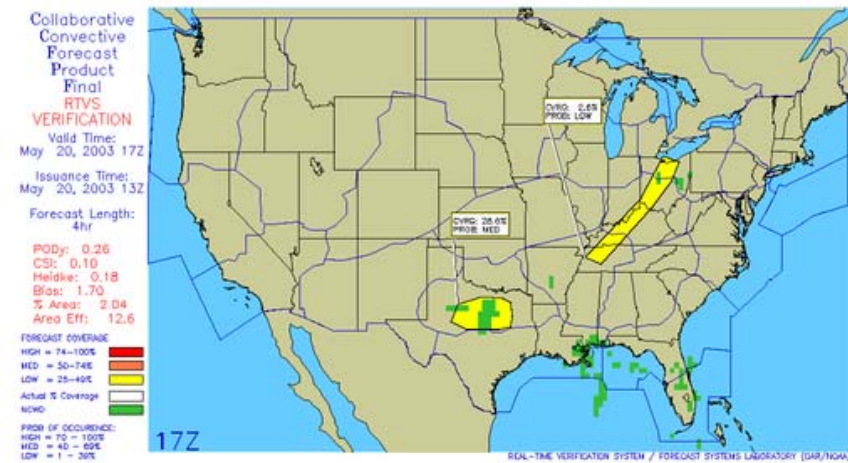 Collaborative
Convective
Forecast
Product
Final
RTVS
VERIFICATION
Valid Time:
May 20, 2003 17Z
Issuance Time:
May 20, 2003 13Z
Forecast Length:
4hr
PODy: 0.26
CSI: 0.10
Heidke: 0.18
Bias: 1.70
% Area: 2.04
Area Eff: 12.6
FORECAST COVERAGE
HIGH = 74-100%
MED = 50-74%
LOW = 25-49%
Actual % Coverage
NCWD
PROB OF OCCURENCE:
HIGH = 70 - 100%
MED = 40 - 69%
LOW = 1 - 39%
CVRG: 2.6%
PROB: LOW
CVRG: 28.6%
PROB: MED
17Z
REAL-TIME VERIFICATION SYSTEM / FORECAST SYSTEMS LABORATORY (OAR/NOAA)